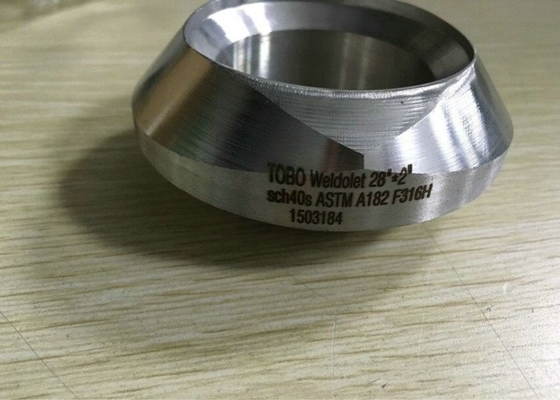 TOBO Weldolet 28"*2"
sch40s ASTM A182 F316H
1503184